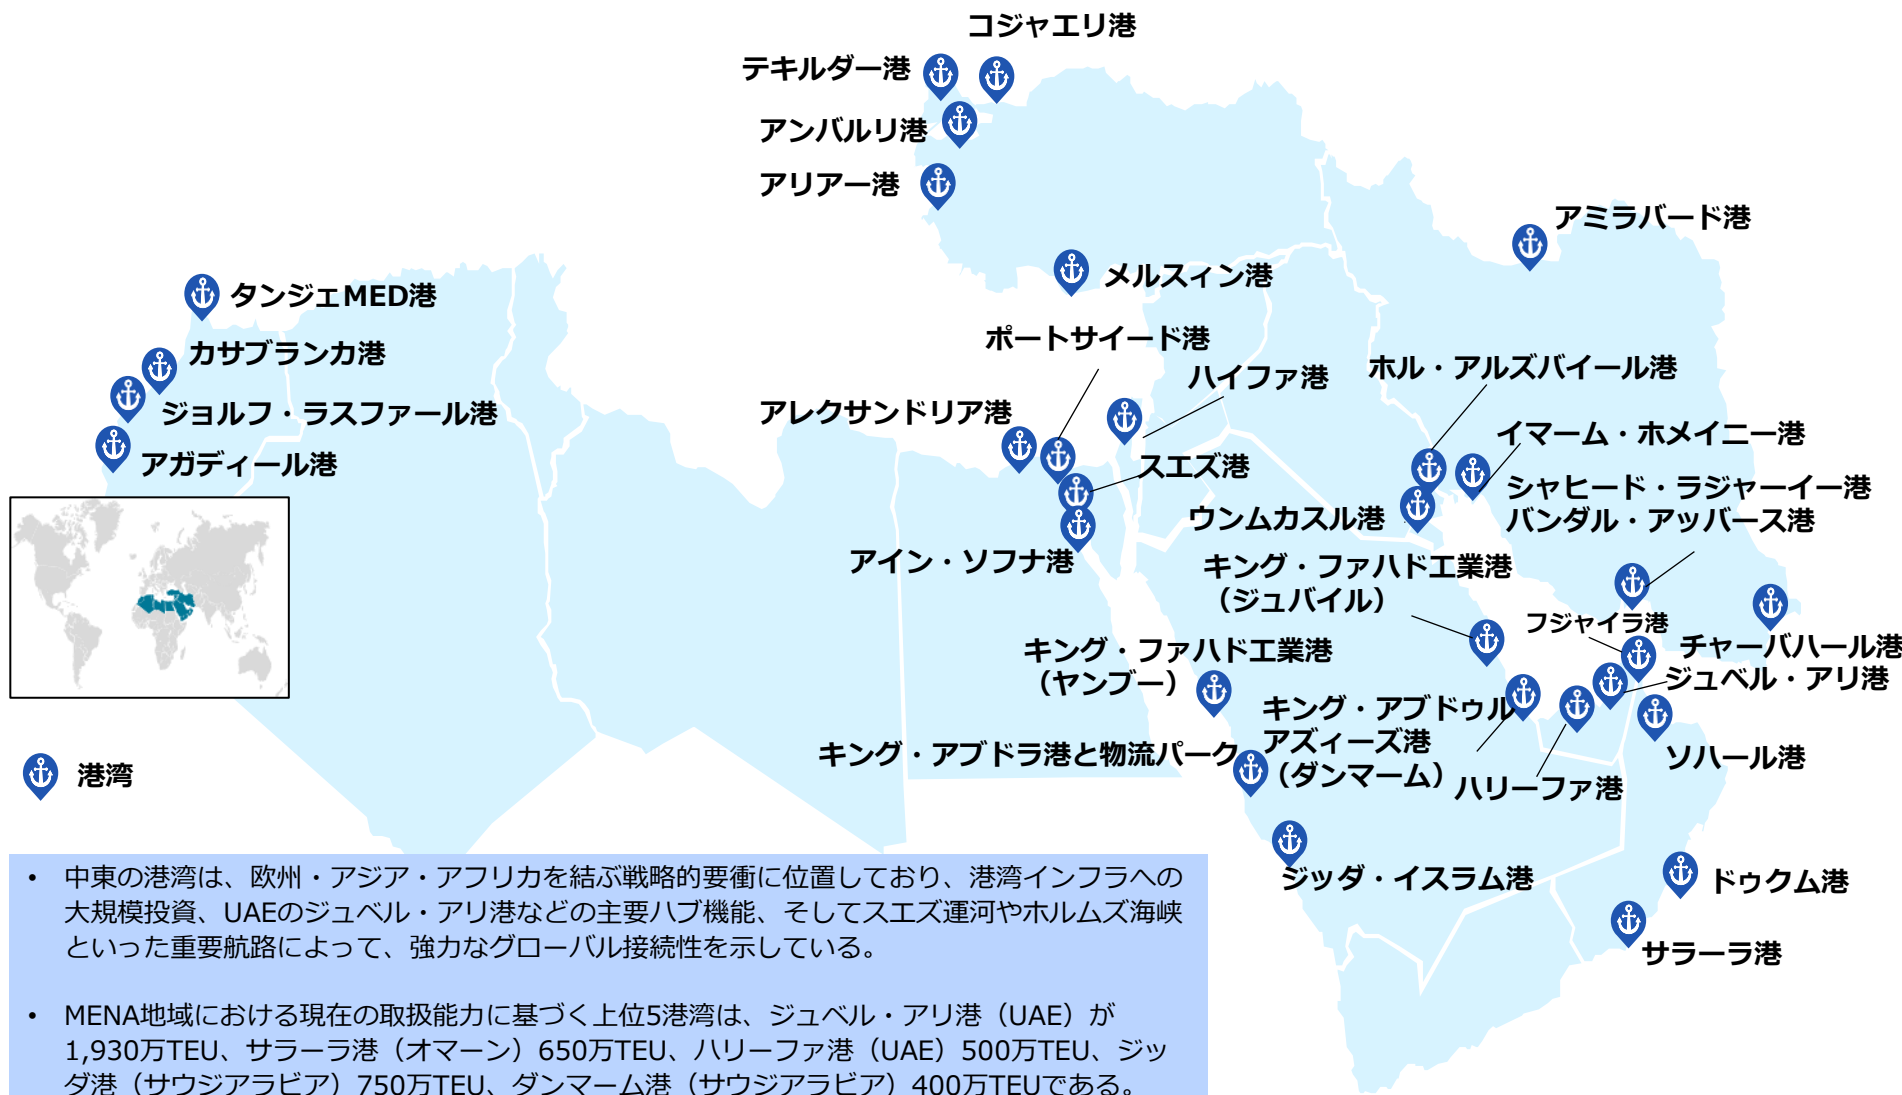 コジャエリ港
テキルダー港
アンバルリ港
アリアー港
アミラバード港
メルスィン港
タンジェMED港
ポートサイード港
カサブランカ港
ハイファ港
ホル・アルズバイール港
アレクサンドリア港
ジョルフ・ラスファール港
イマーム・ホメイニー港
アガディール港
スエズ港
シャヒード・ラジャーイー港
バンダル・アッバース港
ウンムカスル港
アイン・ソフナ港
キング・ファハド工業港
（ジュバイル）
フジャイラ港
チャーバハール港
キング・ファハド工業港
（ヤンブー）
ジュベル・アリ港
キング・アブドゥル
アズィーズ港
（ダンマーム）
キング・アブドラ港と物流パーク
ソハール港
ハリーファ港
港湾
ジッダ・イスラム港
ドゥクム港
サラーラ港
• 中東の港湾は、欧州・アジア・アフリカを結ぶ戦略的要衝に位置しており、港湾インフラへの
大規模投資、UAEのジュベル・アリ港などの主要ハブ機能、そしてスエズ運河やホルムズ海峡
といった重要航路によって、強力なグローバル接続性を示している。
• MENA地域における現在の取扱能力に基づく上位5港湾は、ジュベル・アリ港（UAE）が
1,930万TEU、サラーラ港（オマーン）650万TEU、ハリーファ港（UAE）500万TEU、ジッ
ダ港（サウジアラビア）750万TEU、ダンマーム港（サウジアラビア）400万TEUである。